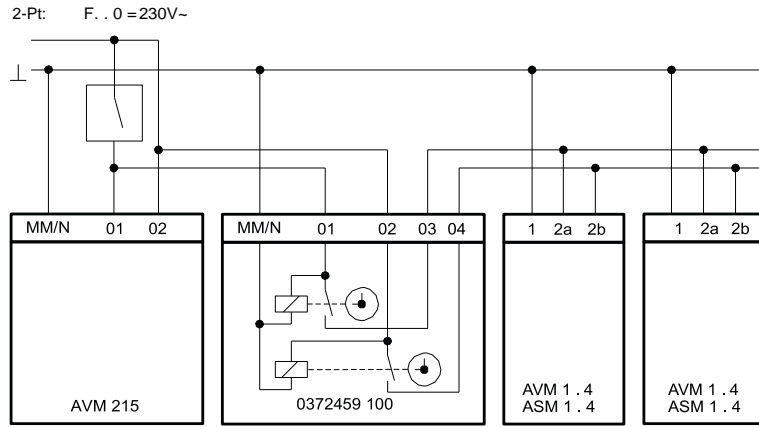 2-Pt: F. . 0 = 230V~
⊥
MM/N 01 02
MM/N 01 02 03 04
1 2a 2b
1 2a 2b
AVM 215
0372459 100
AVM 1 . 4
ASM 1 . 4
AVM 1 . 4
ASM 1 . 4